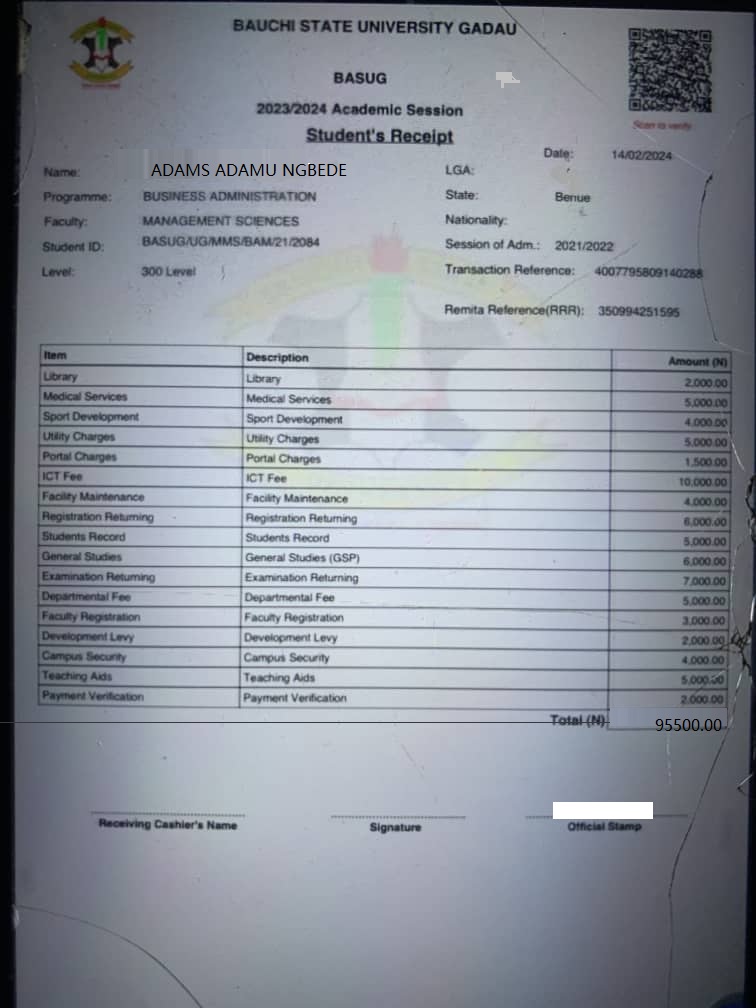 BAUCHI STATE UNIVERSITY GADAU
BASUG
2023/2024 Academic Session
Student's Receipt
Scan to verify
Date: 14/02/2024
Name: ADAMS ADAMU NGBEDE LGA:
Programme: BUSINESS ADMINISTRATION State: Benue
Faculty: MANAGEMENT SCIENCES Nationality:
Student ID: BASUG/UG/MMS/BAM/21/2084 Session of Adm.: 2021/2022
Level: 300 Level Transaction Reference: 4007795809140288
Remita Reference(RRR): 350994251595
Item Description Amount (N)
Library Library 2,000.00
Medical Services Medical Services 5,000.00
Sport Development Sport Development 4,000.00
Utility Charges Utility Charges 5,000.00
Portal Charges Portal Charges 1,500.00
ICT Fee ICT Fee 10,000.00
Facility Maintenance Facility Maintenance 4,000.00
Registration Returning Registration Returning 6,000.00
Students Record Students Record 5,000.00
General Studies General Studies (GSP) 6,000.00
Examination Returning Examination Returning 7,000.00
Departmental Fee Departmental Fee 5,000.00
Faculty Registration Faculty Registration 3,000.00
Development Levy Development Levy 2,000.00
Campus Security Campus Security 4,000.00
Teaching Aids Teaching Aids 5,000.00
Payment Verification Payment Verification 2,000.00
Total (N) 95500.00
Receiving Cashier's Name Signature Official Stamp